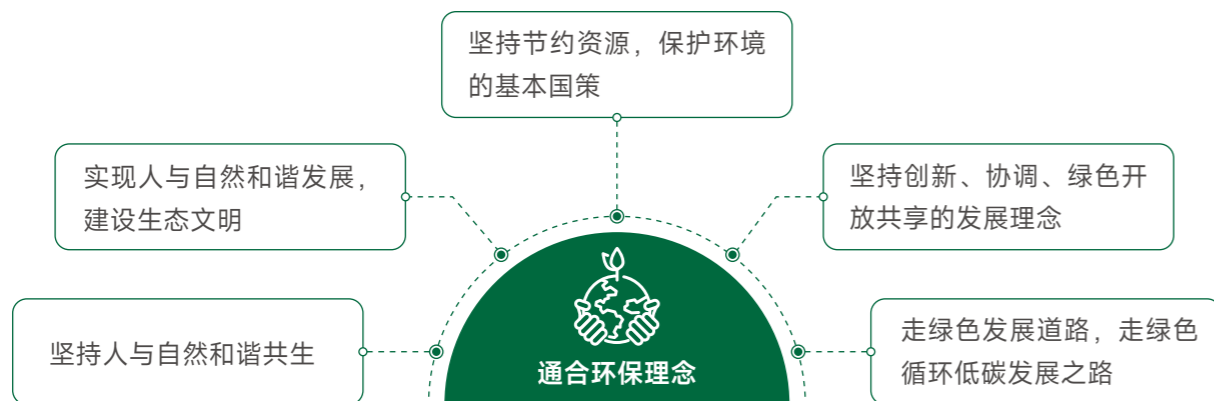 坚持节约资源，保护环境
的基本国策
实现人与自然和谐发展，
建设生态文明
坚持创新、协调、绿色开
放共享的发展理念
坚持人与自然和谐共生
走绿色发展道路，走绿色
循环低碳发展之路
通合环保理念